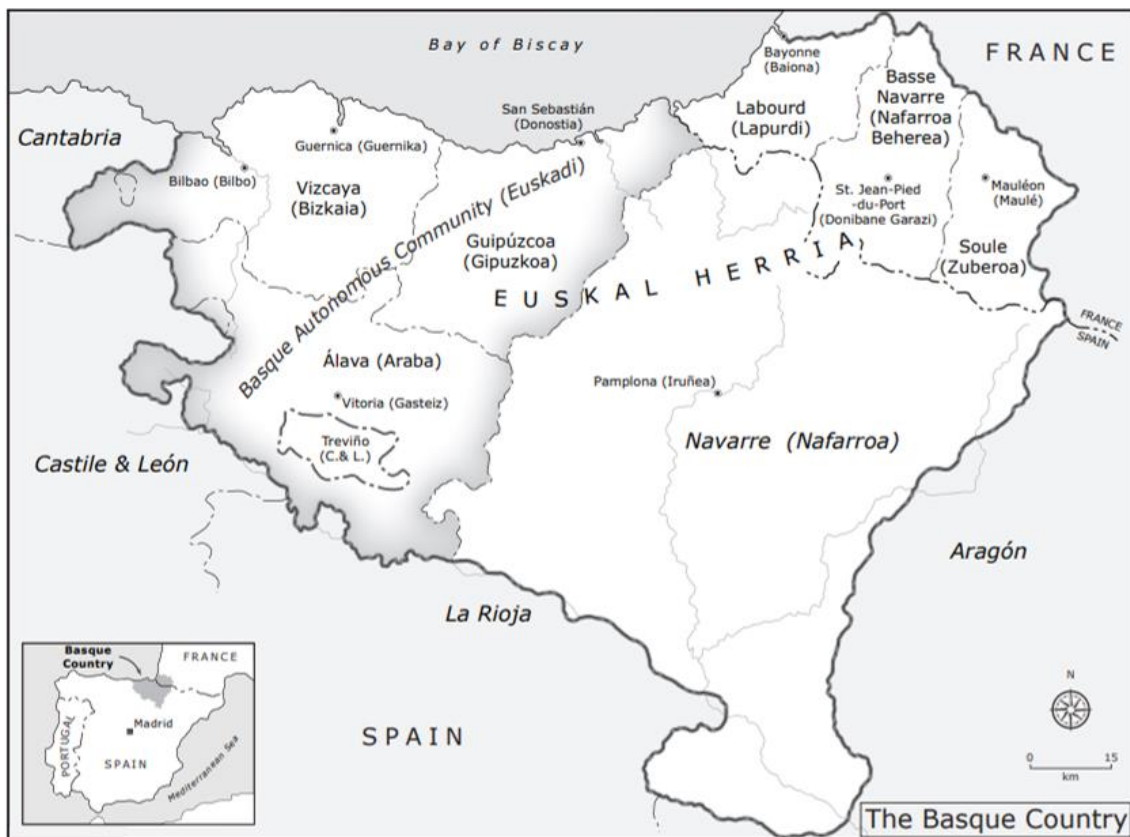 Bay of Biscay
FRANCE
Bayonne
(Baiona)
Basse
Navarre
(Nafarroa
Beherea)
Labourd
(Lapurdi)
San Sebastián
(Donostia)
Cantabria
Guernica (Guernika)
Bilbao (Bilbo)
Vizcaya
(Bizkaia)
St. Jean-Pied
-du-Port
(Donibane Garazi)
Mauléon
(Maulé)
Basque Autonomous Community (Euskadi)
Guipúzcoa
(Gipuzkoa)
Soule
(Zuberoa)
EUSKAL HERRIA
FRANCE
SPAIN
Álava (Araba)
Vitoria (Gasteiz)
Pamplona (Iruñea)
Treviño
(C.& L.)
Navarre (Nafarroa)
Castile & León
Aragón
La Rioja
SPAIN
Basque
Country
FRANCE
Madrid
PORTUGAL
SPAIN
Mediterranean Sea
N
0 15
km
The Basque Country